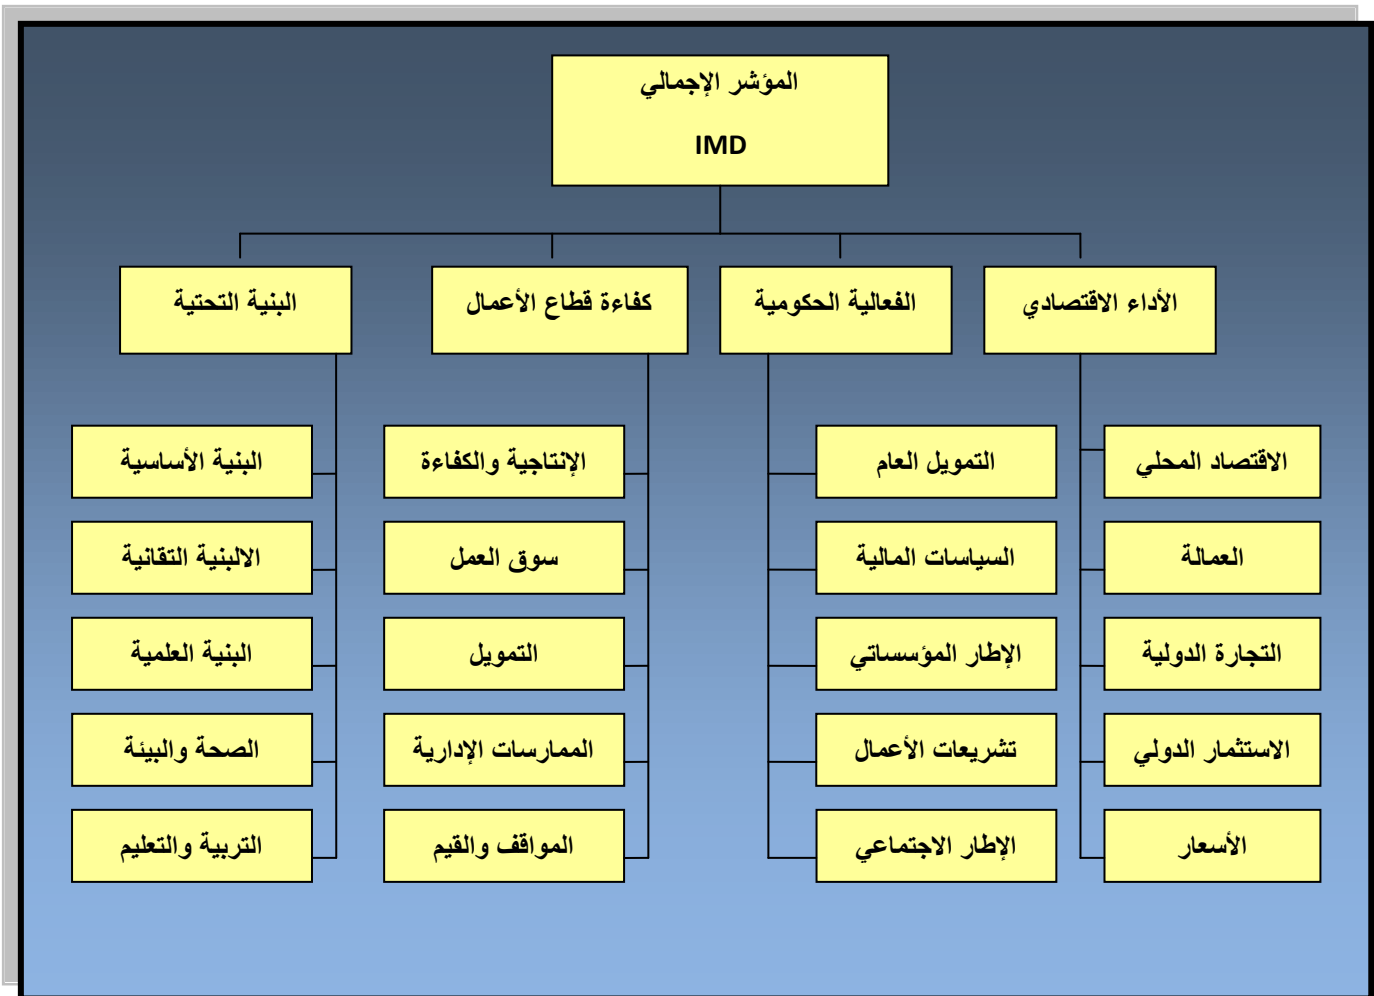 المؤشر الإجمالي
IMD
الأداء الاقتصادي
الفعالية الحكومية
كفاءة قطاع الأعمال
البنية التحتية
الاقتصاد المحلي
العمالة
التجارة الدولية
الاستثمار الدولي
الأسعار
التمويل العام
السياسات المالية
الإطار المؤسساتي
تشريعات الأعمال
الإطار الاجتماعي
الإنتاجية والكفاءة
سوق العمل
التمويل
الممارسات الإدارية
المواقف والقيم
البنية الأساسية
الالبنية التقانية
البنية العلمية
الصحة والبيئة
التربية والتعليم